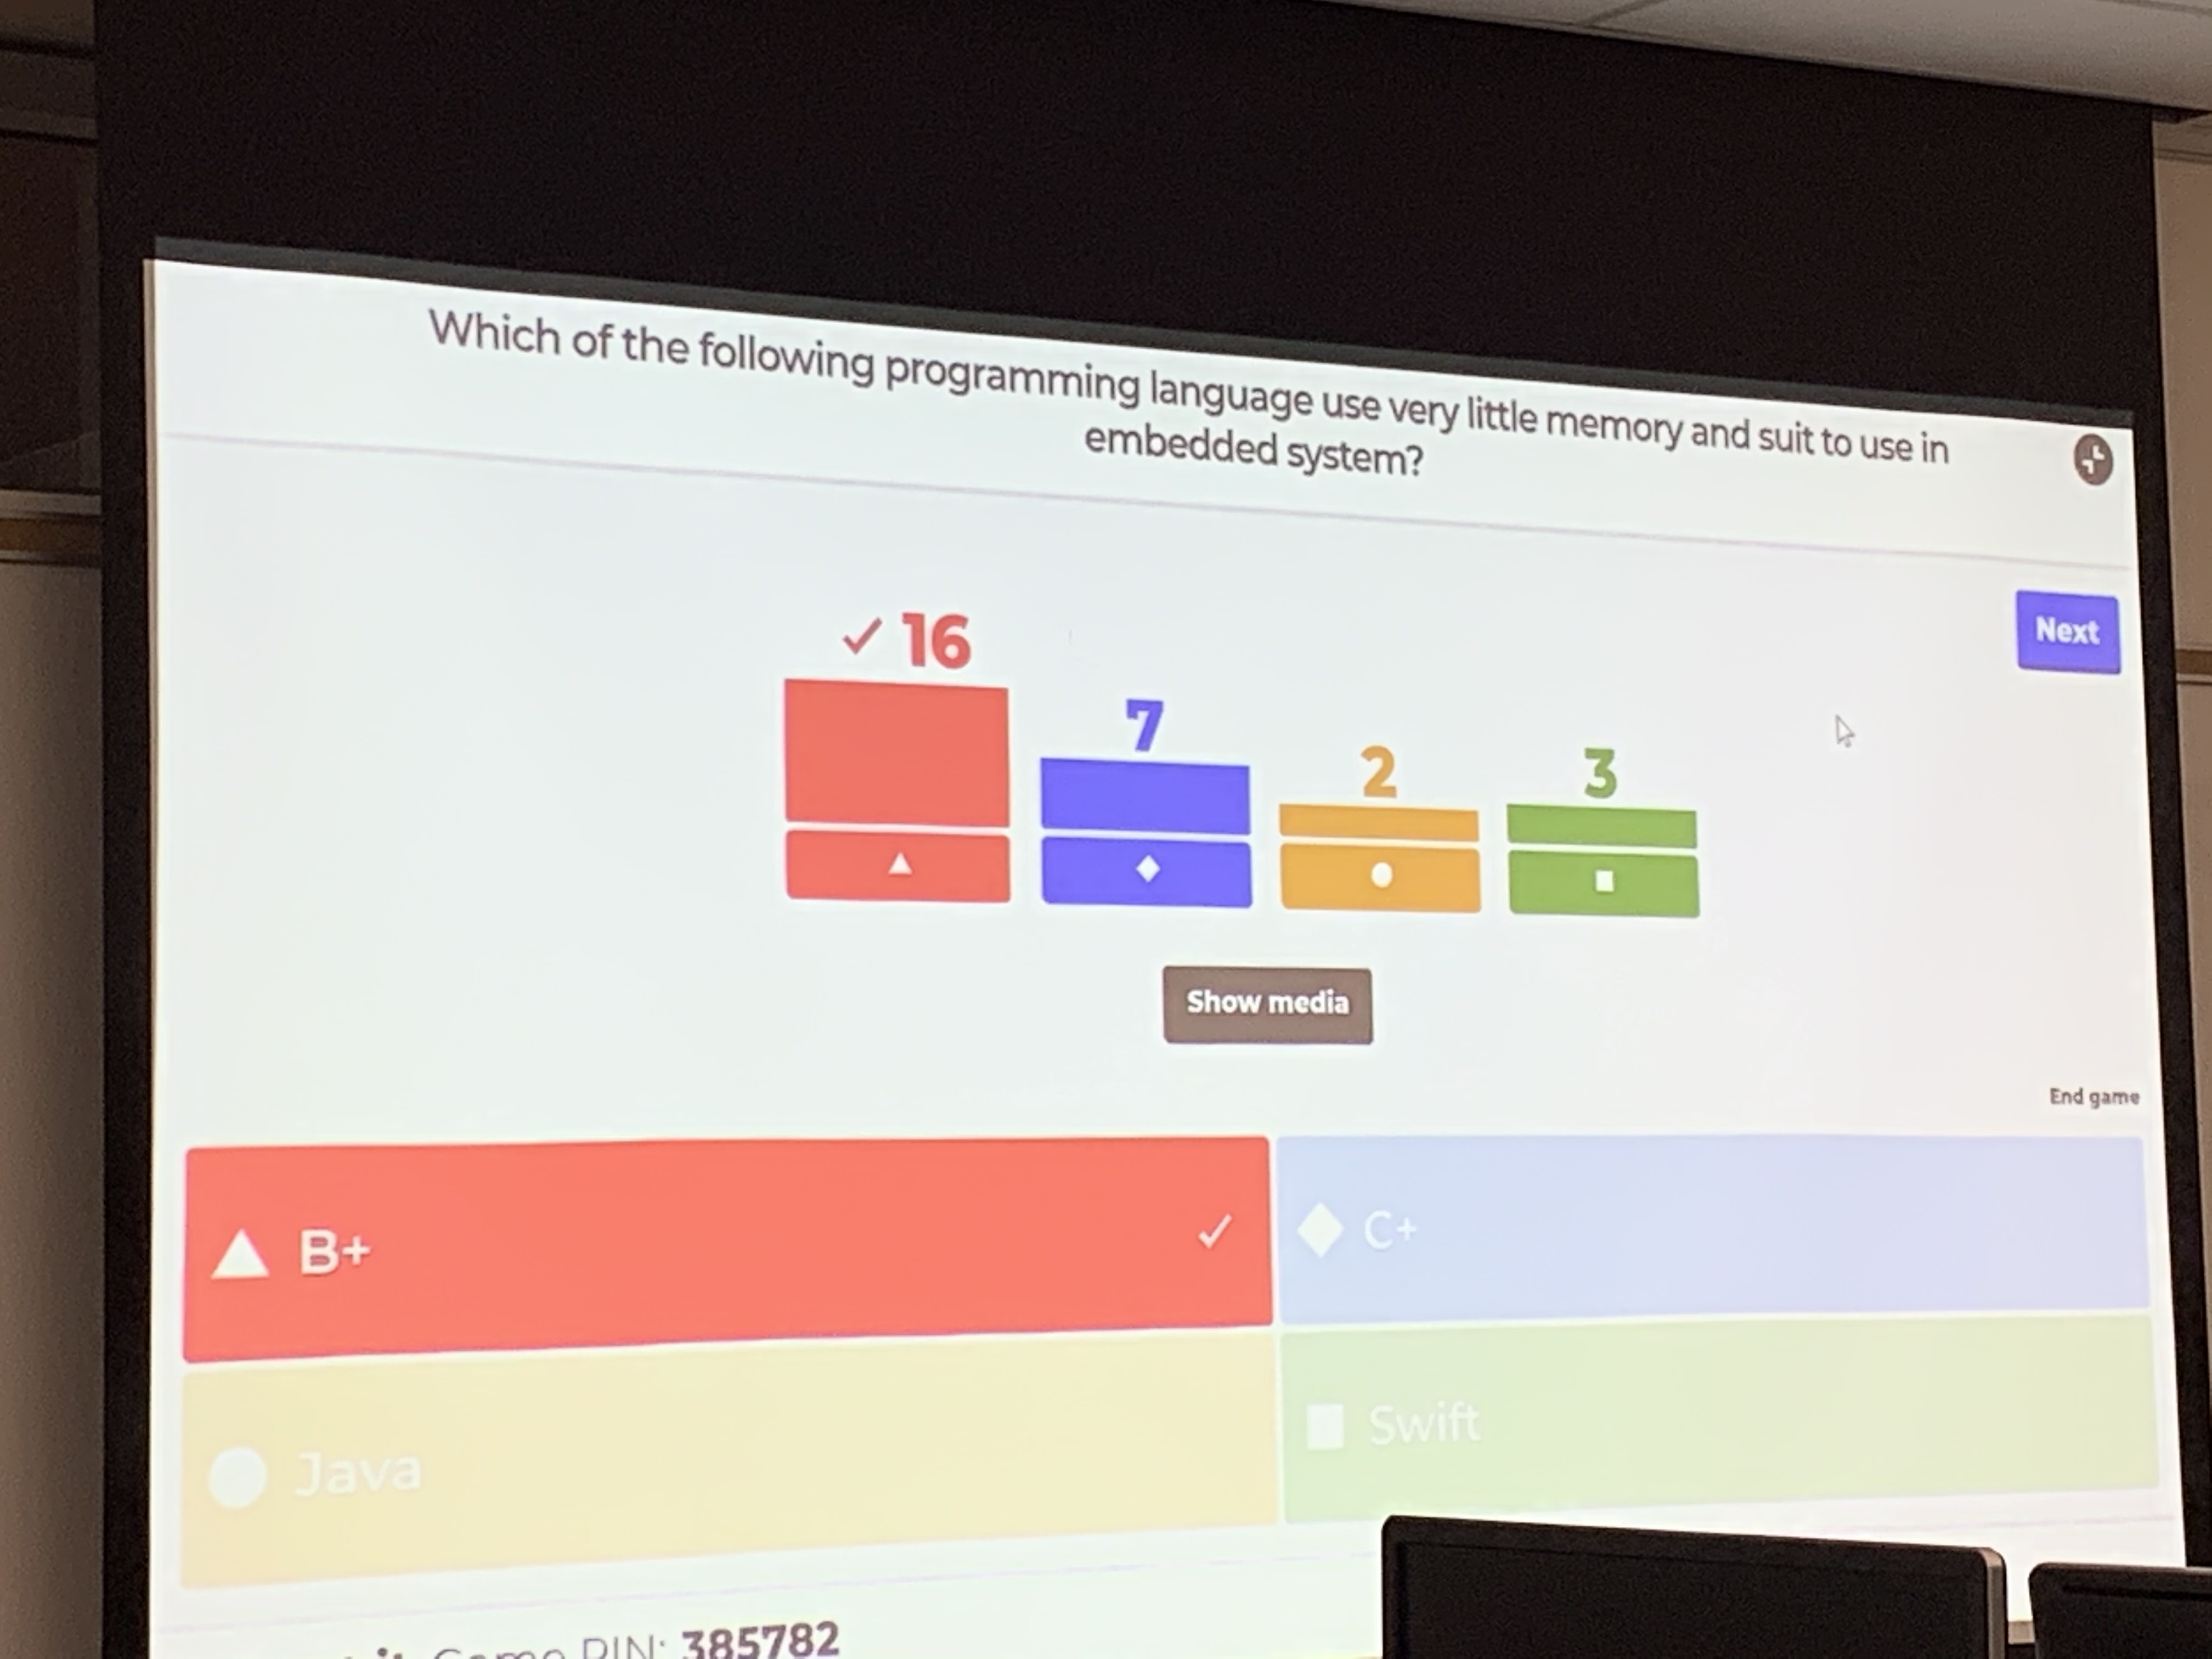 Which of the following programming language use very little memory and suit to use in
embedded system?
Next
16
7
2
3
Show media
End game
B+
C+
Java
Swift
Game PIN: 385782